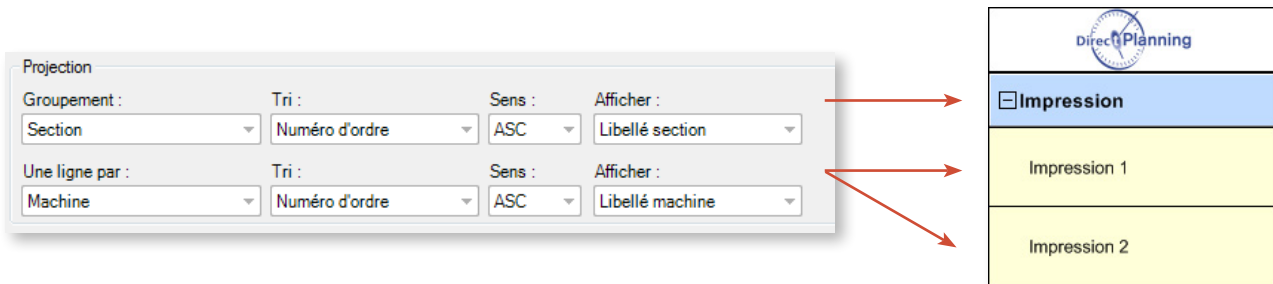 Projection
Groupement : Tri : Sens : Afficher :
Section Numéro d'ordre ASC Libellé section
Une ligne par : Tri : Sens : Afficher :
Machine Numéro d'ordre ASC Libellé machine
DirectPlanning
Impression
Impression 1
Impression 2